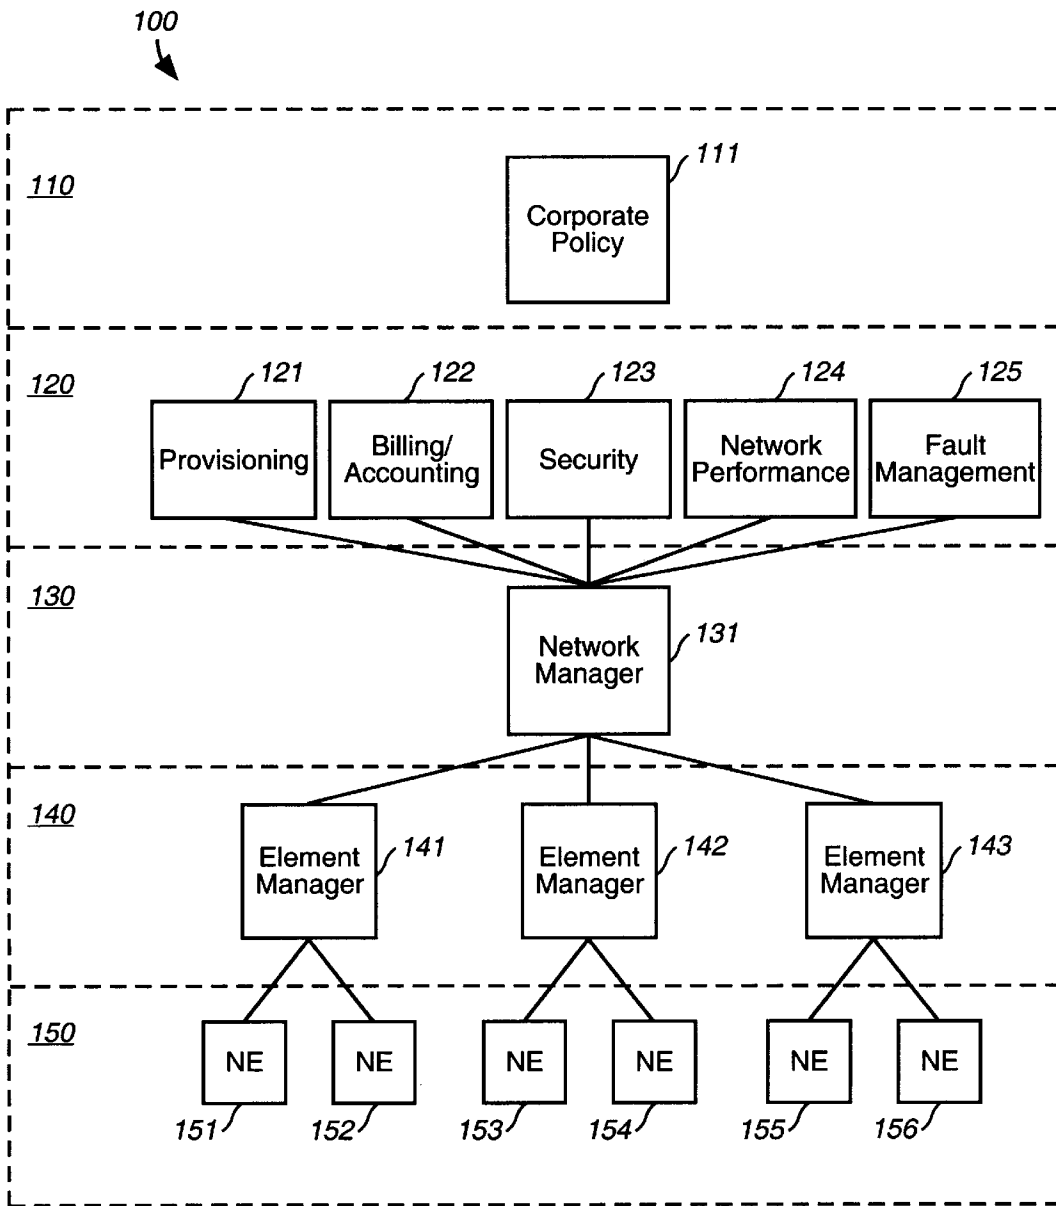 100
110
111
Corporate
Policy
120
121
122
123
124
125
Provisioning
Billing/
Accounting
Security
Network
Performance
Fault
Management
130
131
Network
Manager
140
141
142
143
Element
Manager
Element
Manager
Element
Manager
150
NE
NE
NE
NE
NE
NE
151
152
153
154
155
156